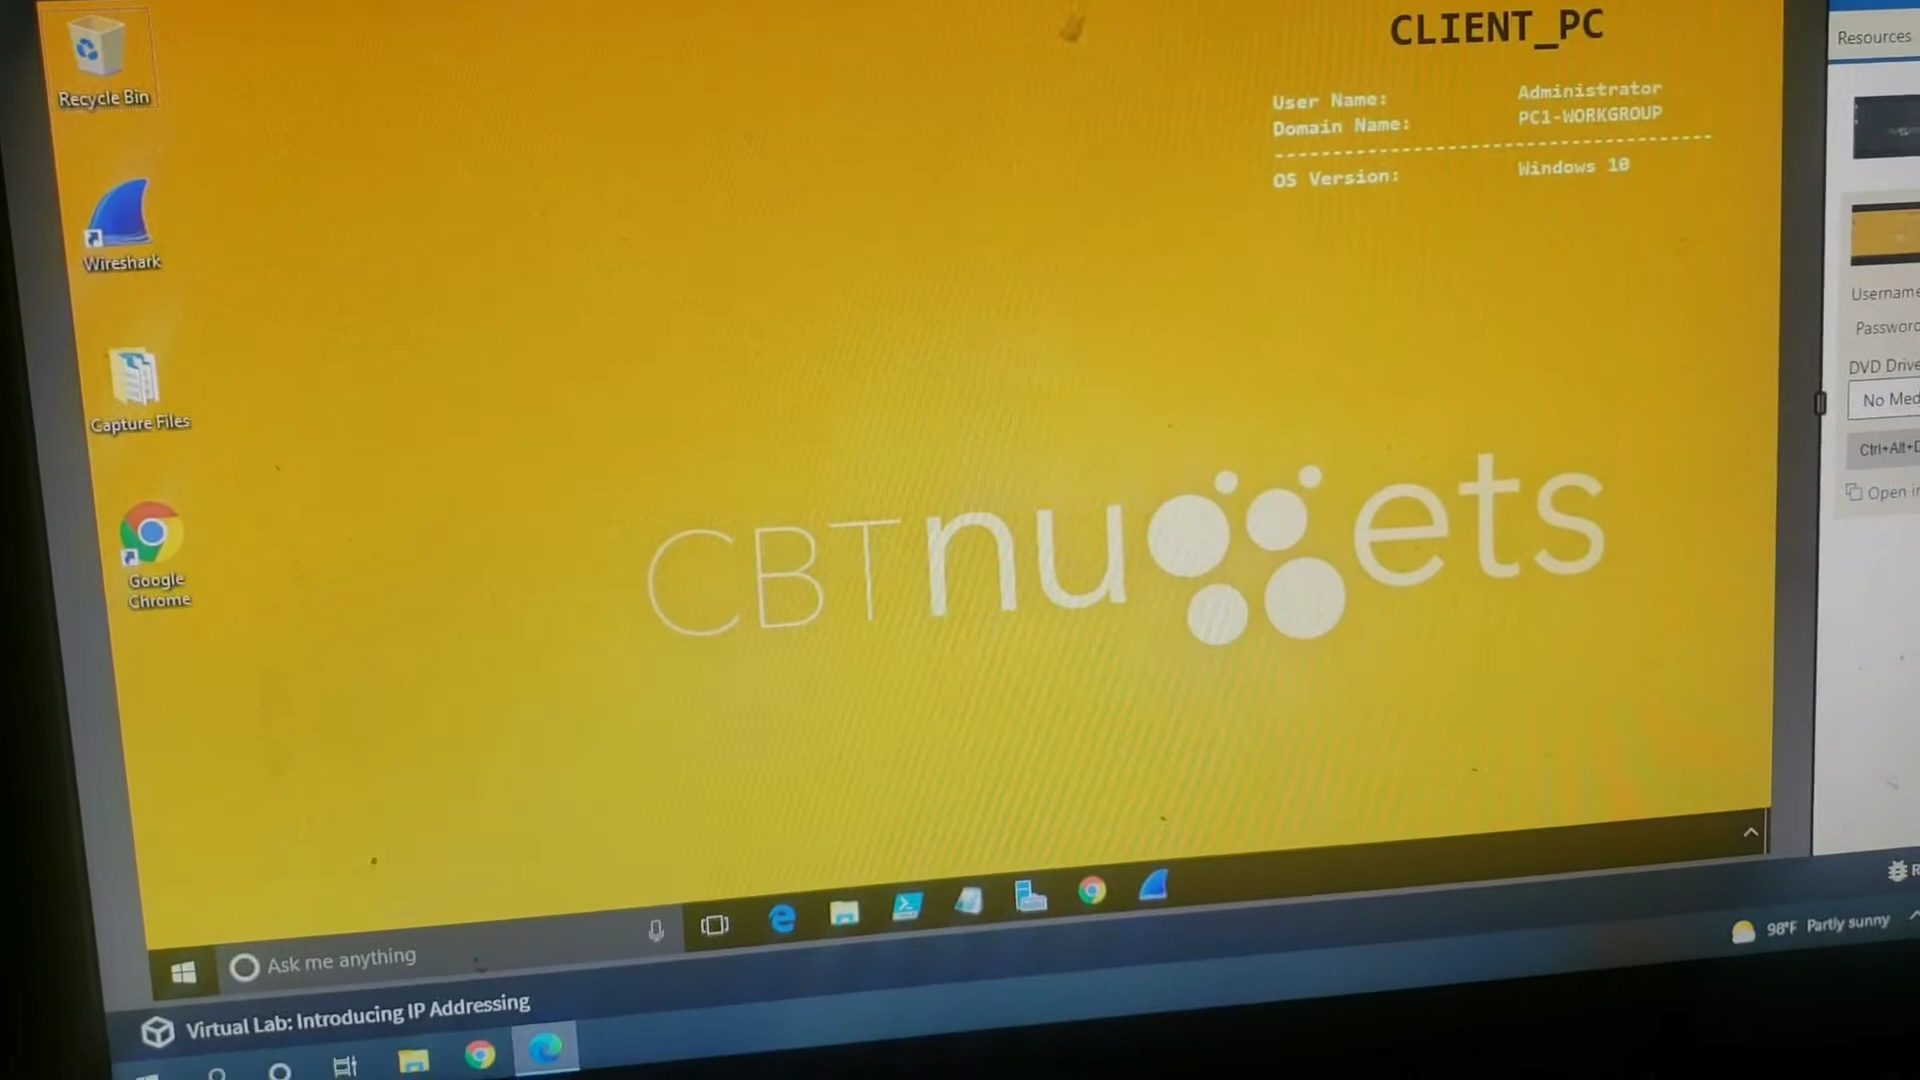 CLIENT_PC
Resources
User Name: Administrator
Domain Name: PC1-WORKGROUP
OS Version: Windows 10
Recycle Bin
Wireshark
Capture Files
Google
Chrome
CBTnuggets
Username
Password
DVD Drive
No Med
Ctrl+Alt+D
Open in
Ask me anything
98°F Partly sunny
Virtual Lab: Introducing IP Addressing